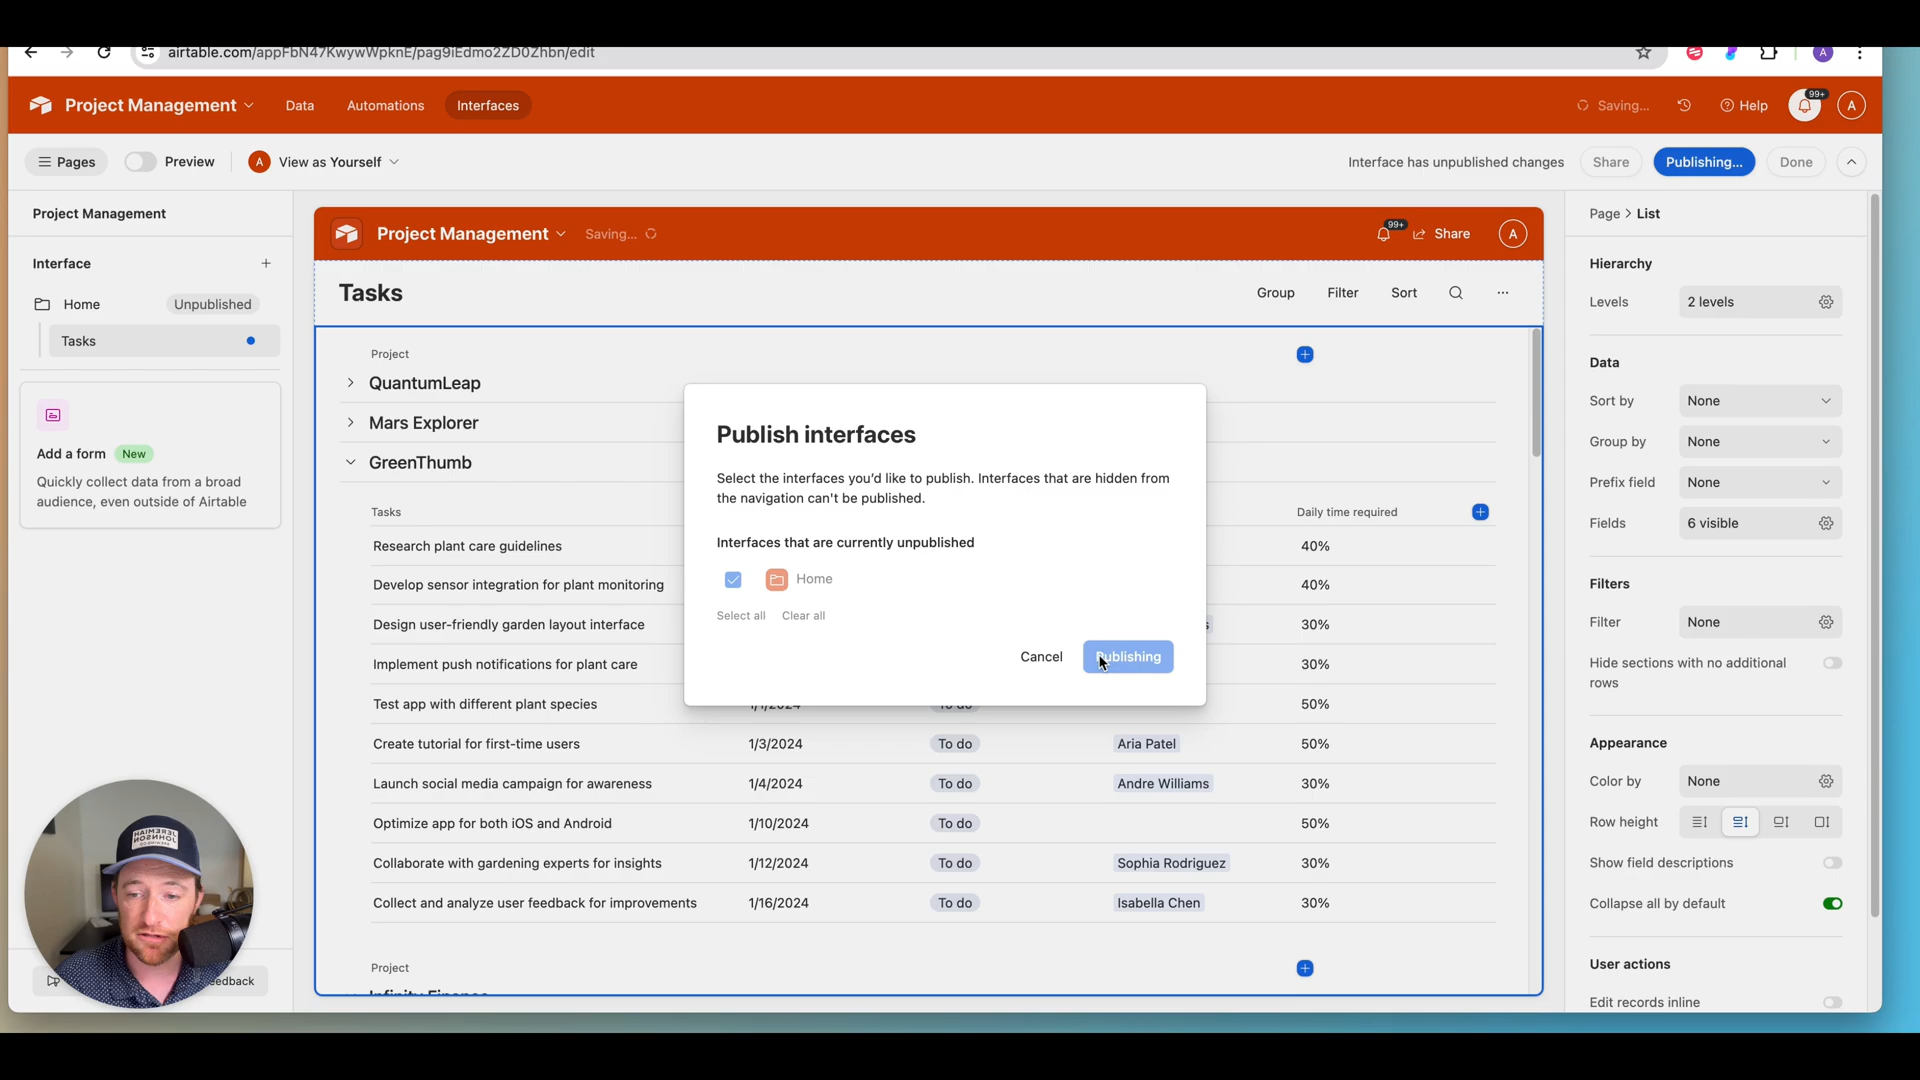 airtable.com/appFbN47KwywWpknE/pag9iEdmo2ZD0Zhbn/edit
A
Project Management
Data
Automations
Interfaces
Saving...
Help
99+
A
Pages
Preview
A
View as Yourself
Interface has unpublished changes
Share
Publishing...
Done
Project Management
Interface
Home
Unpublished
Tasks
Add a form
New
Quickly collect data from a broad
audience, even outside of Airtable
Project Management
Saving...
99+
Share
A
Tasks
Group
Filter
Sort
Project
QuantumLeap
Mars Explorer
GreenThumb
Tasks
Daily time required
Research plant care guidelines
40%
Develop sensor integration for plant monitoring
40%
Design user-friendly garden layout interface
s
30%
Implement push notifications for plant care
30%
Test app with different plant species
1/1/2024
To do
50%
Create tutorial for first-time users
1/3/2024
To do
Aria Patel
50%
Launch social media campaign for awareness
1/4/2024
To do
Andre Williams
30%
Optimize app for both iOS and Android
1/10/2024
To do
50%
Collaborate with gardening experts for insights
1/12/2024
To do
Sophia Rodriguez
30%
Collect and analyze user feedback for improvements
1/16/2024
To do
Isabella Chen
30%
Project
Infinity Finance
Publish interfaces
Select the interfaces you'd like to publish. Interfaces that are hidden from
the navigation can't be published.
Interfaces that are currently unpublished
Home
Select all
Clear all
Cancel
Publishing
Page > List
Hierarchy
Levels
2 levels
Data
Sort by
None
Group by
None
Prefix field
None
Fields
6 visible
Filters
Filter
None
Hide sections with no additional
rows
Appearance
Color by
None
Row height
Show field descriptions
Collapse all by default
User actions
Edit records inline
JEREMIAH
JOHNSON
eedback